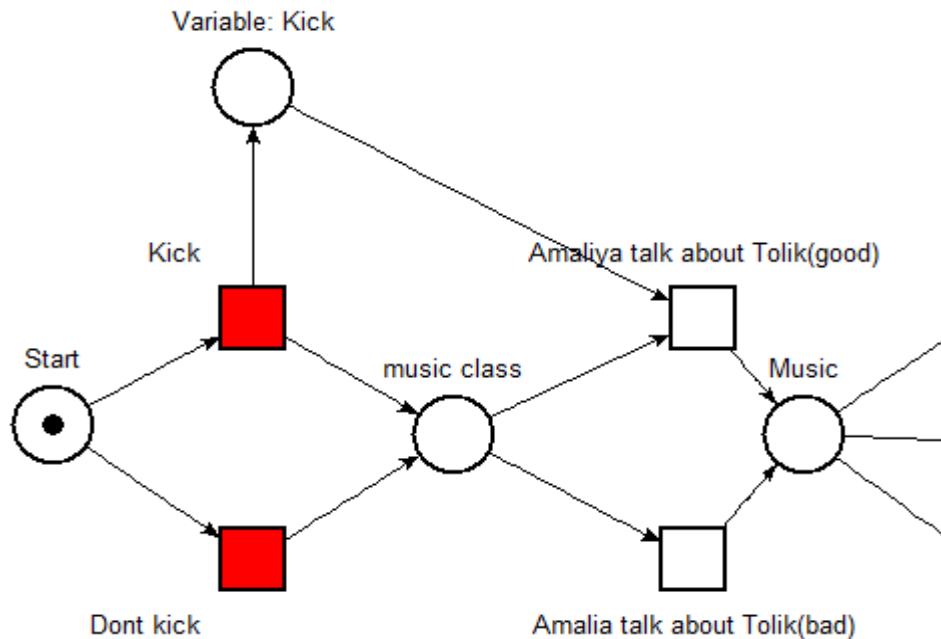 Variable: Kick
Kick
Amaliya talk about Tolik(good)
Start
music class
Music
Dont kick
Amalia talk about Tolik(bad)